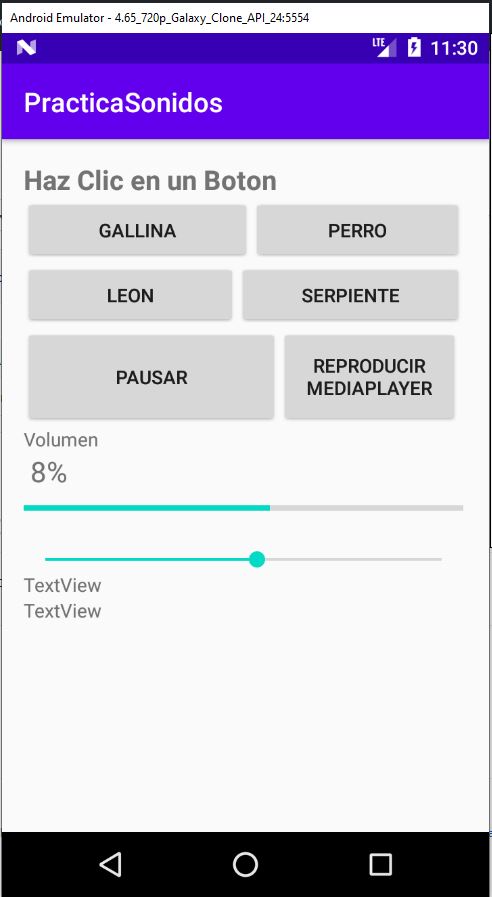 Android Emulator - 4.65_720p_Galaxy_Clone_API_24:5554
LTE 11:30
PracticaSonidos
Haz Clic en un Boton
GALLINA PERRO
LEON SERPIENTE
PAUSAR REPRODUCIR
MEDIAPLAYER
Volumen
8%
TextView
TextView